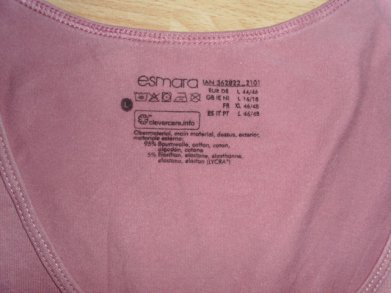 esmara
IAN 362822_2101
EUR DE L 44/46
GB IE NI L 16/18
FR XL 46/48
ES IT PT L 46/48
L
clevercare.info
Obermaterial, main material, dessus, exterior,
materiale esterno:
95% Baumwolle, cotton, coton,
algodón, cotone
5% Elasthan, elastane, élasthanne,
elastano, elastan (LYCRA®)